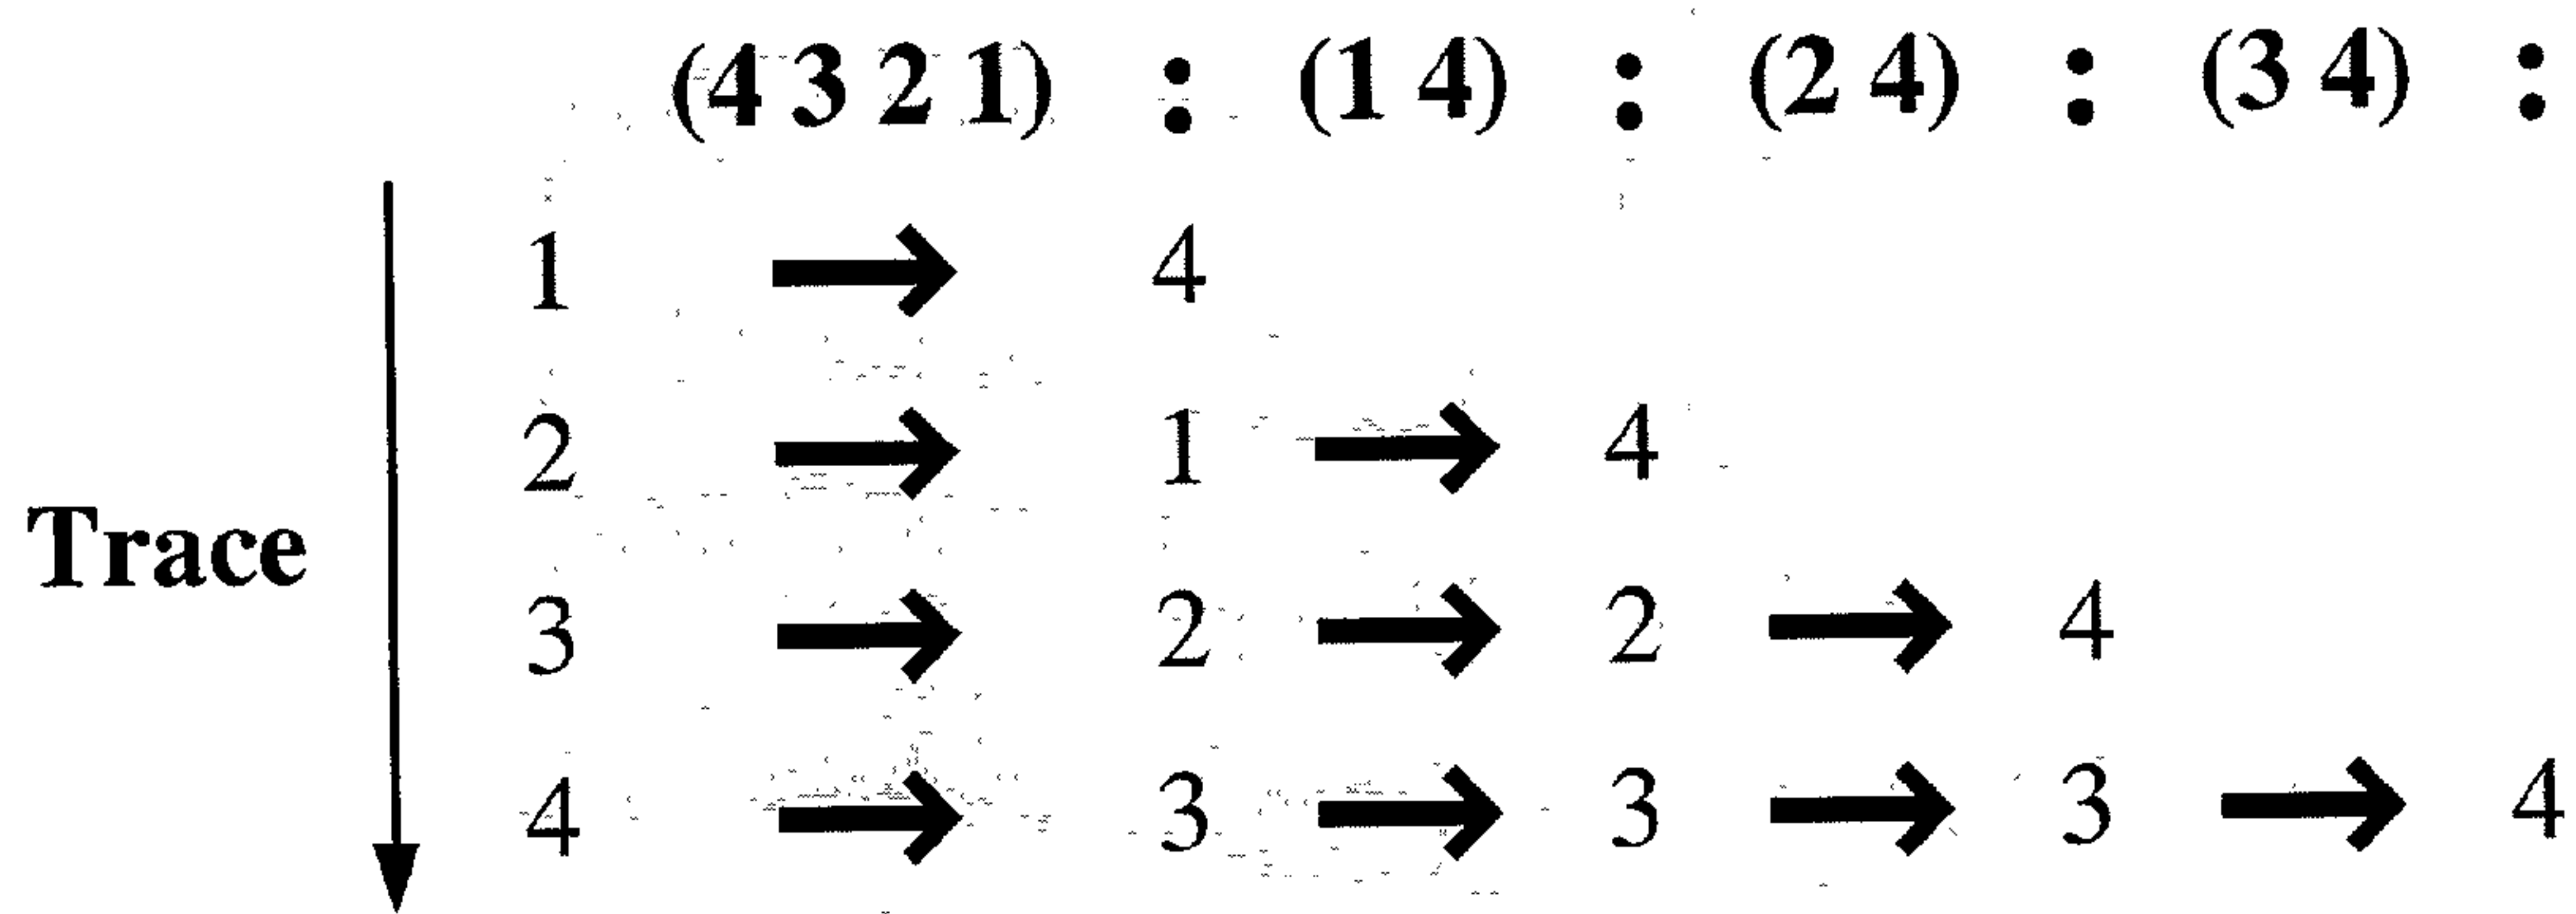 (4 3 2 1) : (1 4) : (2 4) : (3 4) :
1 → 4
2 → 1 → 4
Trace
3 → 2 → 2 → 4
4 → 3 → 3 → 3 → 4